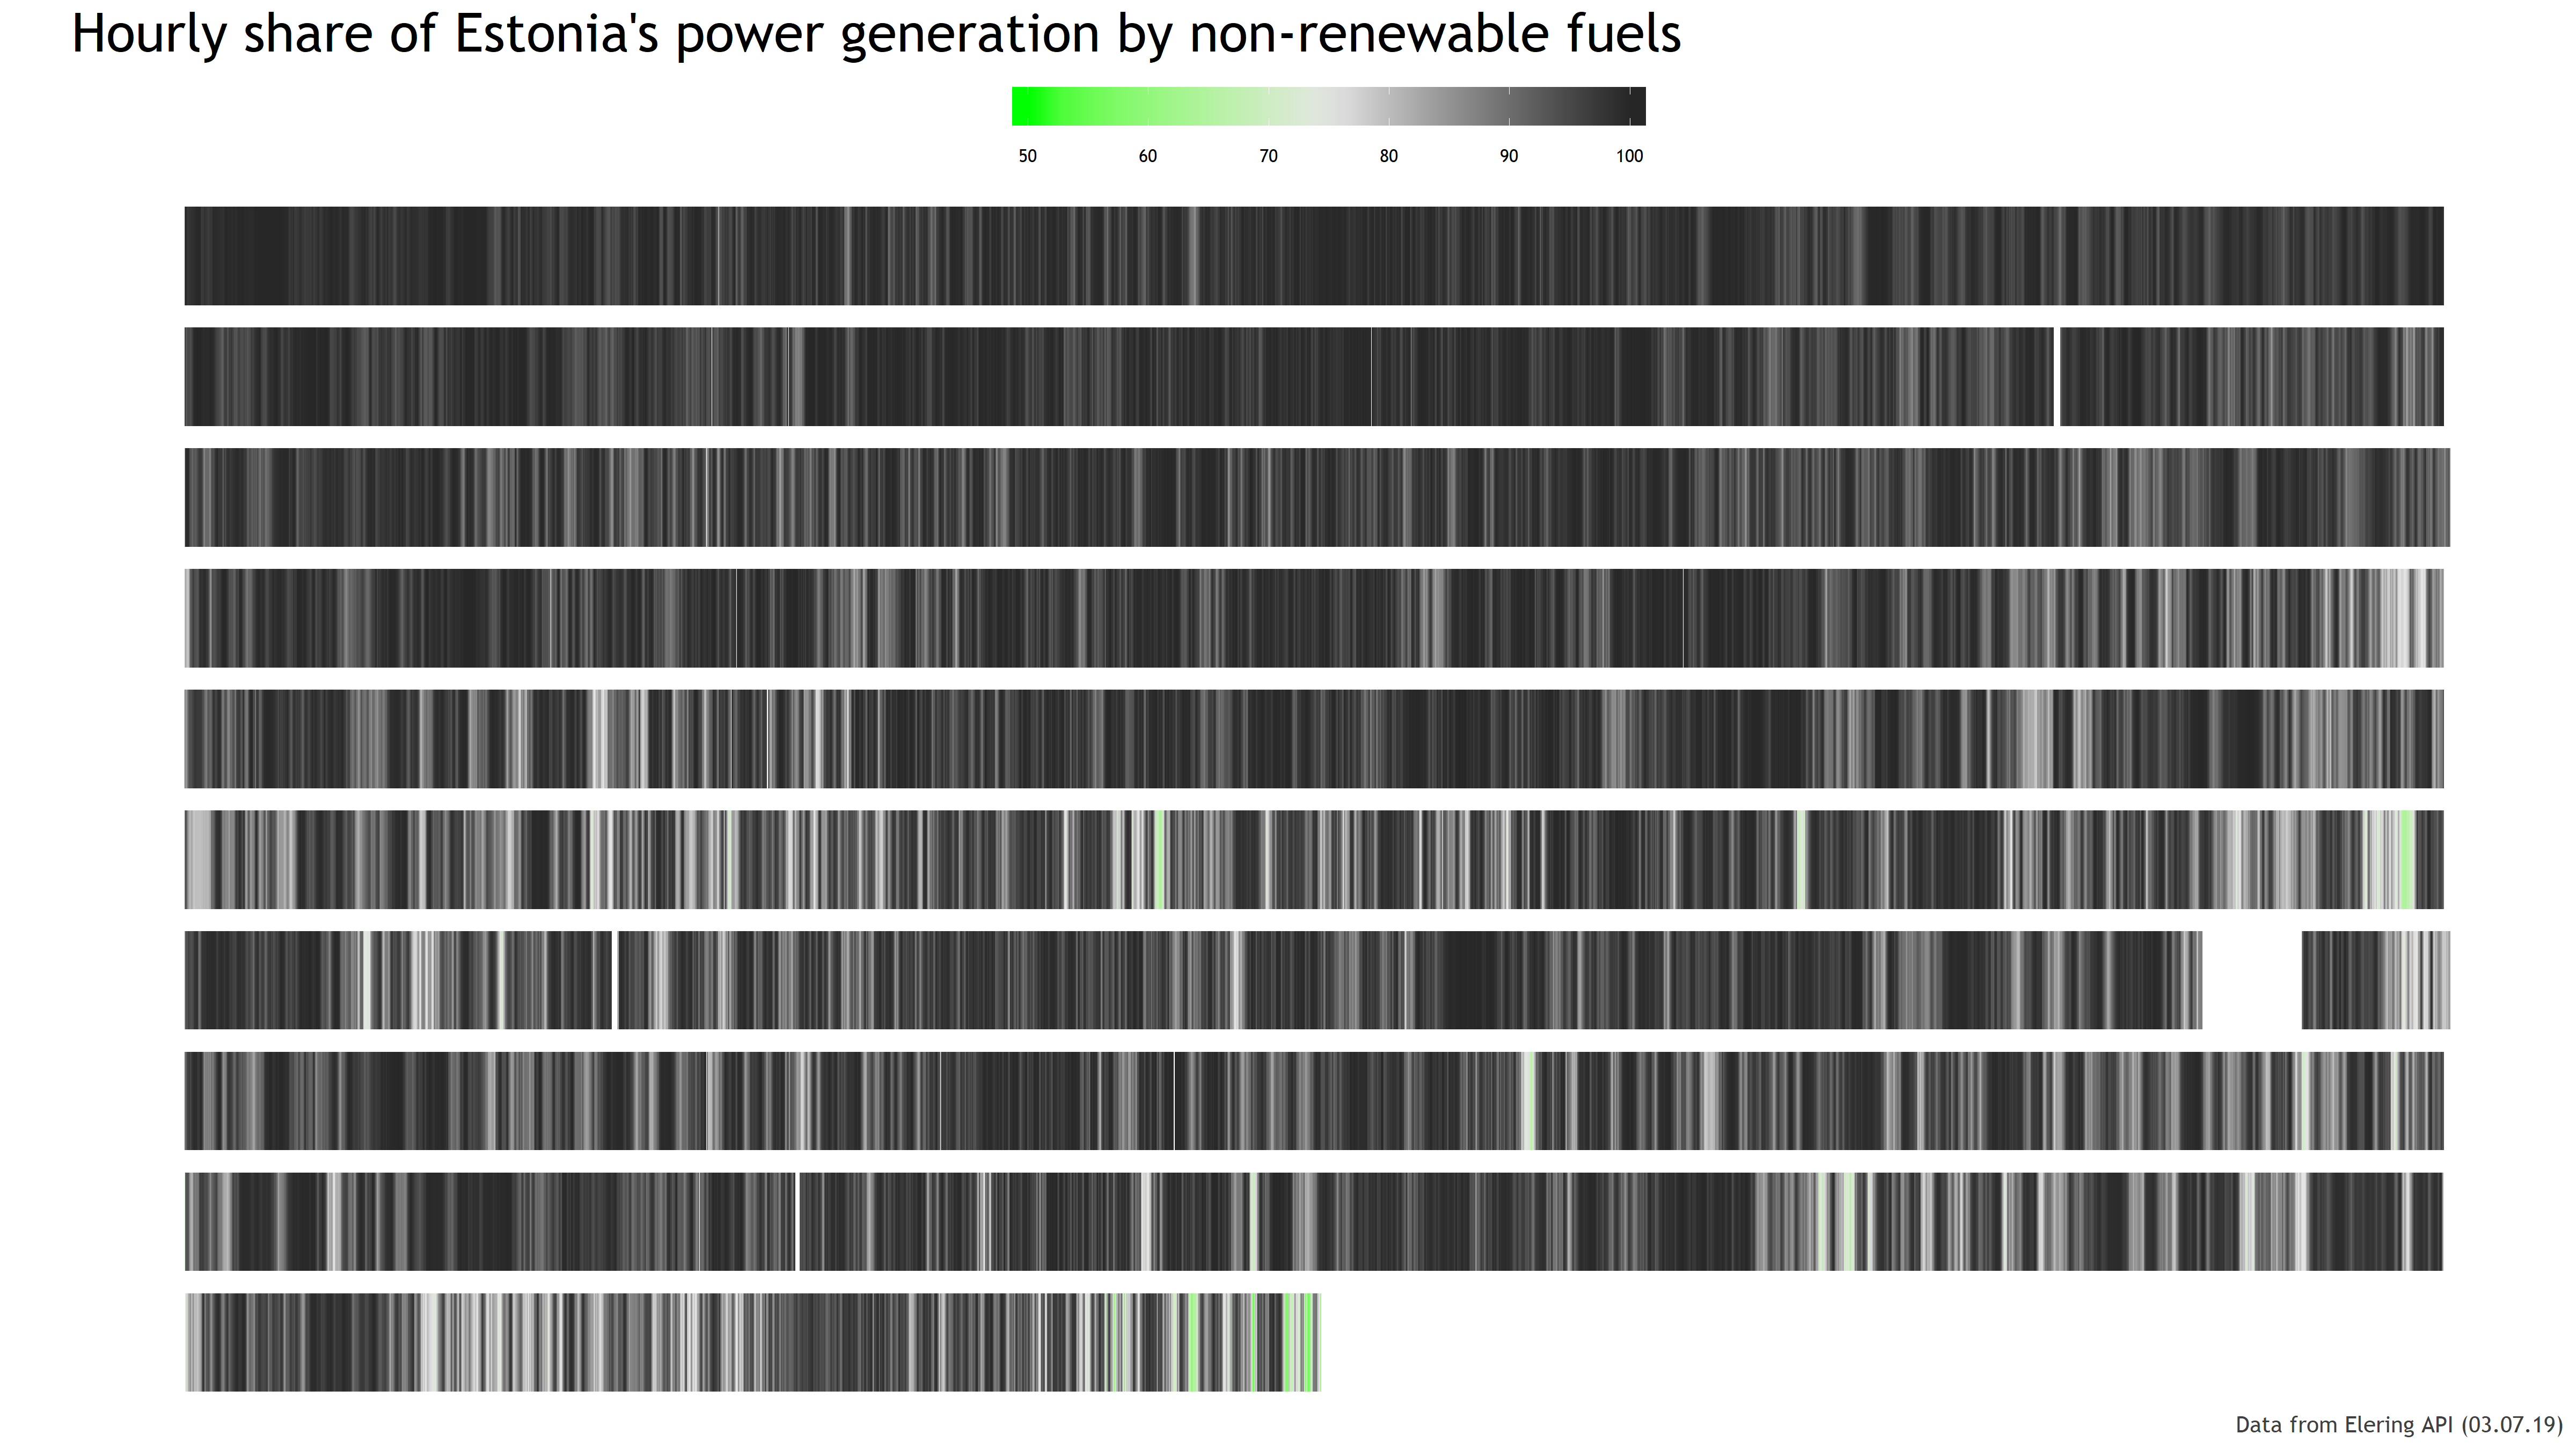 Hourly share of Estonia's power generation by non-renewable fuels
50 60 70 80 90 100
Data from Elering API (03.07.19)